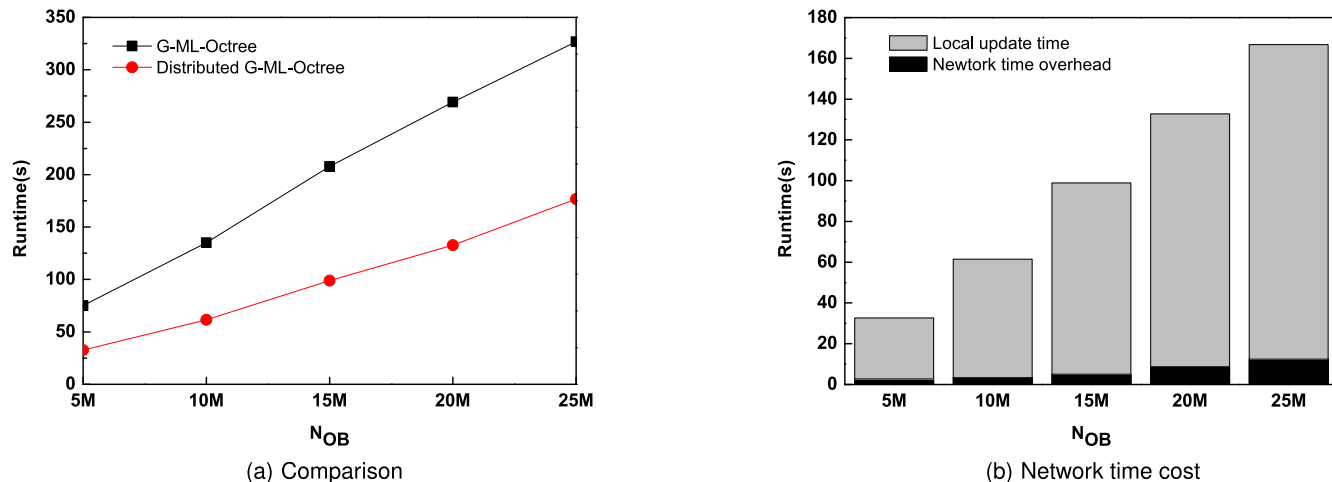 350
300
250
200
150
100
50
0
Runtime(s)
G-ML-Octree
Distributed G-ML-Octree
5M 10M 15M 20M 25M
NOB
(a) Comparison
180
160
140
120
100
80
60
40
20
0
Runtime(s)
Local update time
Newtork time overhead
5M 10M 15M 20M 25M
NOB
(b) Network time cost